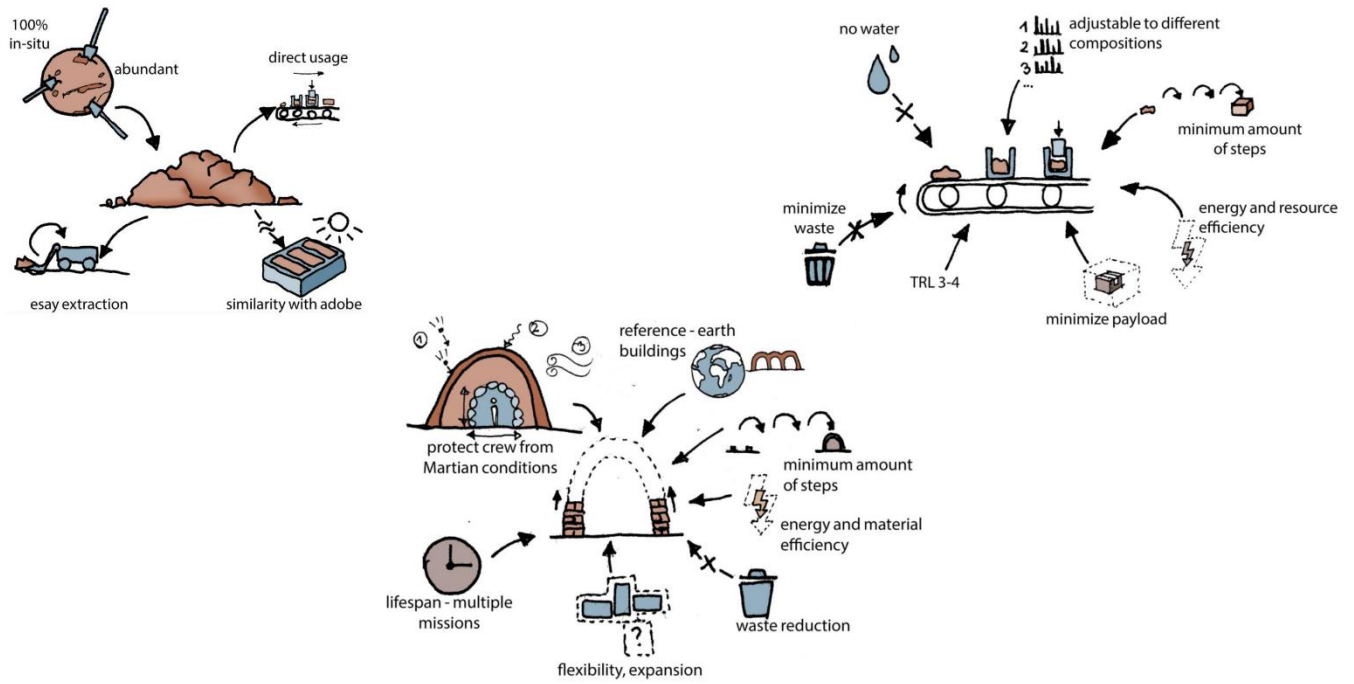 100%
in-situ
abundant
direct usage
esay extraction
similarity with adobe
no water
1
2
3
...
adjustable to different
compositions
minimum amount
of steps
minimize
waste
energy and resource
efficiency
TRL 3-4
minimize payload
1
2
3
protect crew from
Martian conditions
reference - earth
buildings
minimum amount
of steps
energy and material
efficiency
lifespan - multiple
missions
?
flexibility, expansion
waste reduction